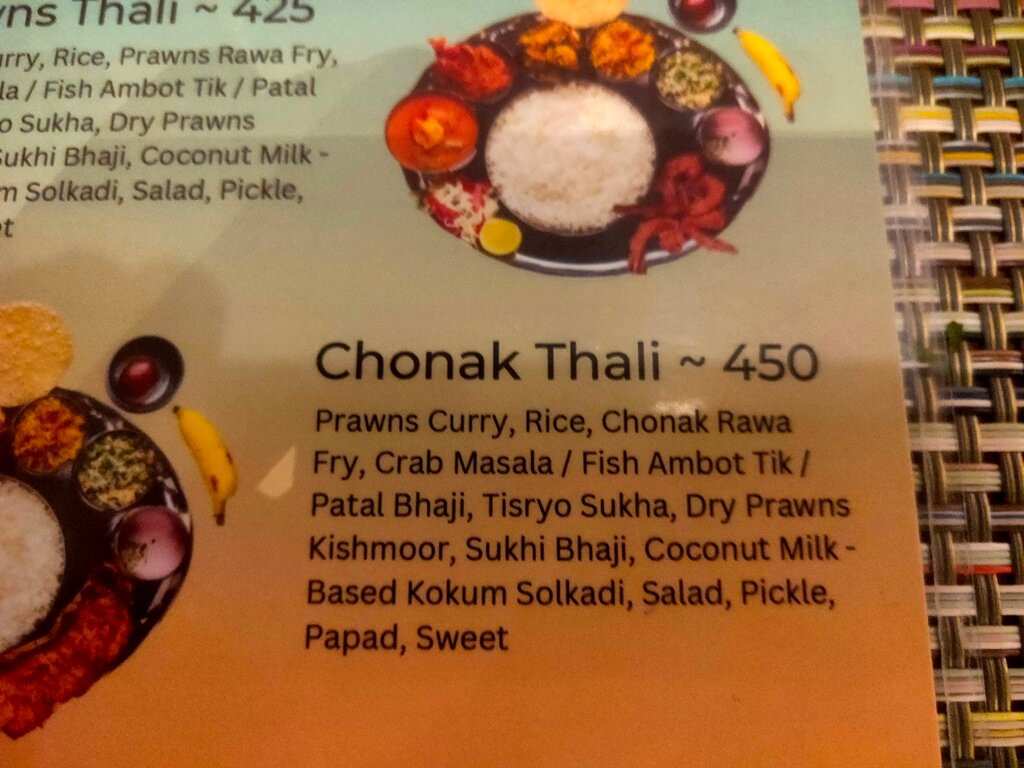 Thali ~ 425
Rice, Prawns Rawa Fry,
/ Fish Ambot Tik / Patal
Sukha, Dry Prawns
Sukhi Bhaji, Coconut Milk -
Solkadi, Salad, Pickle,
Chonak Thali ~ 450
Prawns Curry, Rice, Chonak Rawa
Fry, Crab Masala / Fish Ambot Tik /
Patal Bhaji, Tisryo Sukha, Dry Prawns
Kishmoor, Sukhi Bhaji, Coconut Milk -
Based Kokum Solkadi, Salad, Pickle,
Papad, Sweet